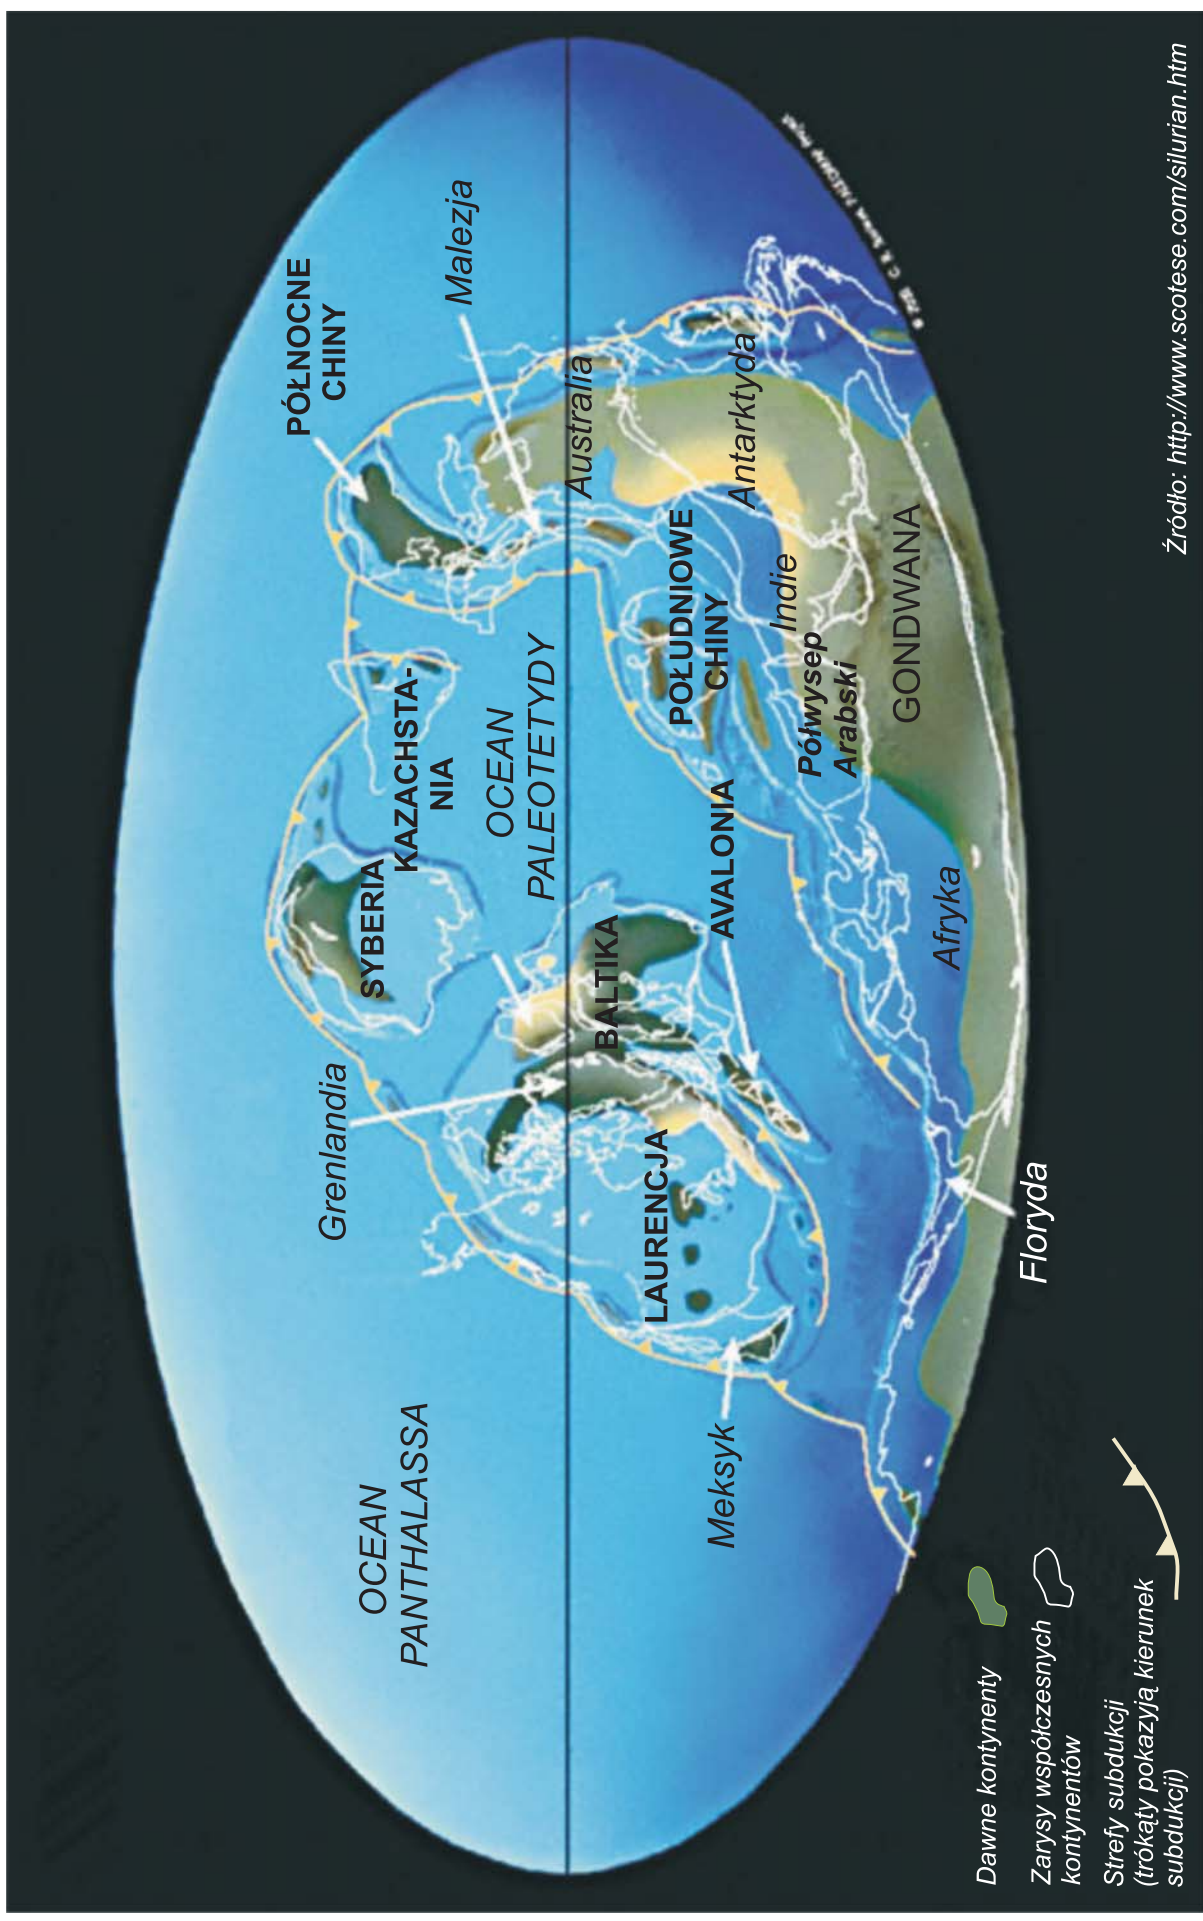 PÓŁNOCNE
CHINY
Malezja
Australia
Antarktyda
KAZACHSTA-
NIA
SYBERIA
OCEAN
PALEOTETYDY
POŁUDNIOWE
CHINY
Indie
Półwysep
Arabski
GONDWANA
Grenlandia
BALTIKA
AVALONIA
Afryka
LAURENCJA
Floryda
Meksyk
OCEAN
PANTHALASSA
Dawne kontynenty
Zarysy współczesnych
kontynentów
Strefy subdukcji
(trókąty pokazyją kierunek
subdukcji)
Źródło: http://www.scotese.com/silurian.htm